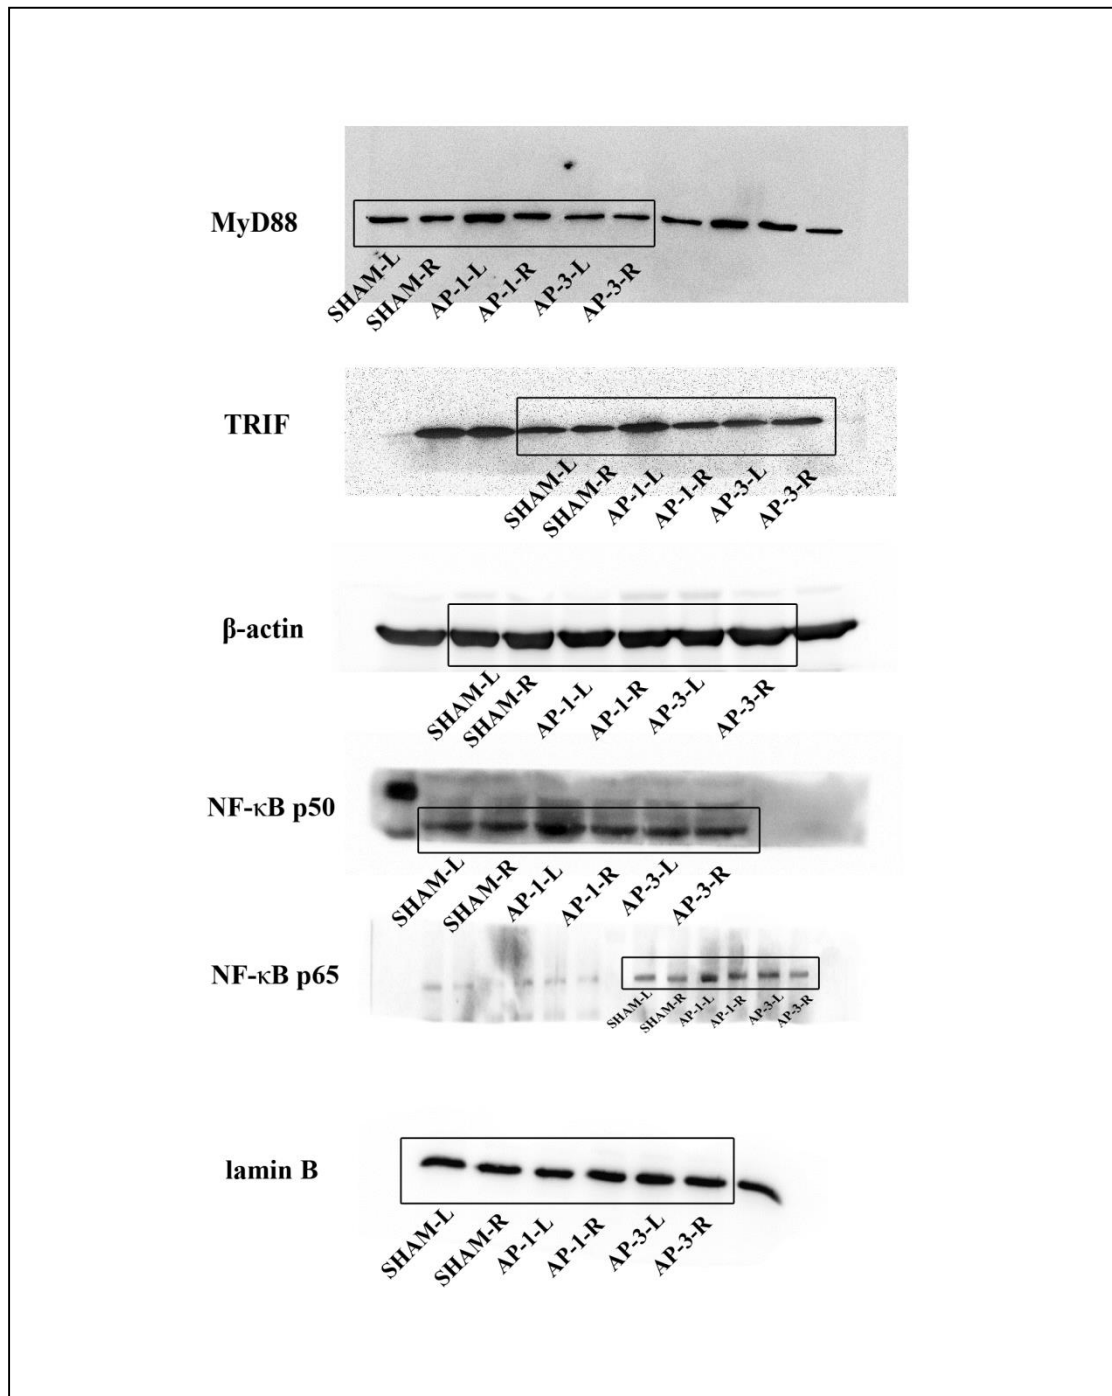 MyD88
SHAM-L
SHAM-R
AP-1-L
AP-1-R
AP-3-L
AP-3-R
TRIF
SHAM-L
SHAM-R
AP-1-L
AP-1-R
AP-3-L
AP-3-R
β-actin
SHAM-L
SHAM-R
AP-1-L
AP-1-R
AP-3-L
AP-3-R
NF-κB p50
SHAM-L
SHAM-R
AP-1-L
AP-1-R
AP-3-L
AP-3-R
NF-κB p65
SHAM-L
SHAM-R
AP-1-L
AP-1-R
AP-3-L
AP-3-R
lamin B
SHAM-L
SHAM-R
AP-1-L
AP-1-R
AP-3-L
AP-3-R